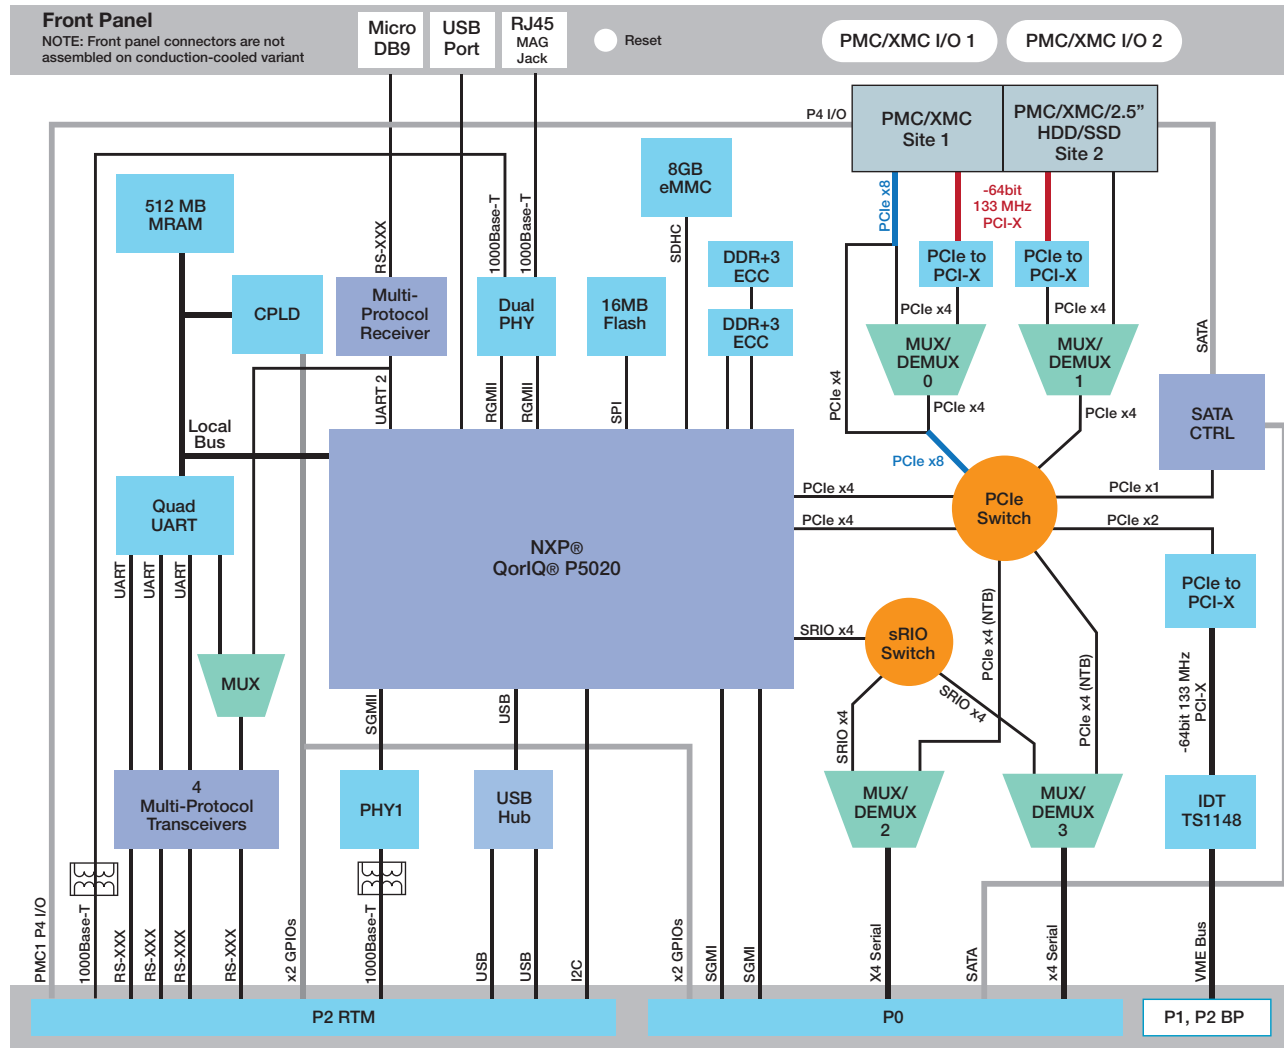 Front Panel
NOTE: Front panel connectors are not
assembled on conduction-cooled variant
Micro
DB9
USB
Port
RJ45
MAG
Jack
Reset
PMC/XMC I/O 1
PMC/XMC I/O 2
P4 I/O
PMC/XMC
Site 1
PMC/XMC/2.5”
HDD/SSD
Site 2
512 MB
MRAM
8GB
eMMC
PCIe x8
-64bit
133 MHz
PCI-X
RS-XXX
1000Base-T
1000Base-T
SDHC
DDR+3
ECC
PCIe to
PCI-X
PCIe to
PCI-X
CPLD
Multi-
Protocol
Receiver
Dual
PHY
16MB
Flash
DDR+3
ECC
PCIe x4
PCIe x4
MUX/
DEMUX
0
MUX/
DEMUX
1
SATA
UART 2
RGMII
RGMII
SPI
PCIe x4
PCIe x4
PCIe x4
SATA
CTRL
Local
Bus
PCIe x8
Quad
UART
PCIe x4
PCIe
Switch
PCIe x1
PCIe x4
PCIe x2
NXP®
QorIQ® P5020
UART
UART
UART
PCIe to
PCI-X
SRIO x4
sRIO
Switch
PCIe x4 (NTB)
PCIe x4 (NTB)
MUX
SGMII
USB
SRIO x4
SRIO x4
-64bit 133 MHz
PCI-X
4
Multi-Protocol
Transceivers
PHY1
USB
Hub
MUX/
DEMUX
2
MUX/
DEMUX
3
IDT
TS1148
PMC1 P4 I/O
1000Base-T
RS-XXX
RS-XXX
RS-XXX
RS-XXX
x2 GPIOs
1000Base-T
USB
USB
I2C
x2 GPIOs
SGMI
SGMI
X4 Serial
SATA
x4 Serial
VME Bus
P2 RTM
P0
P1, P2 BP